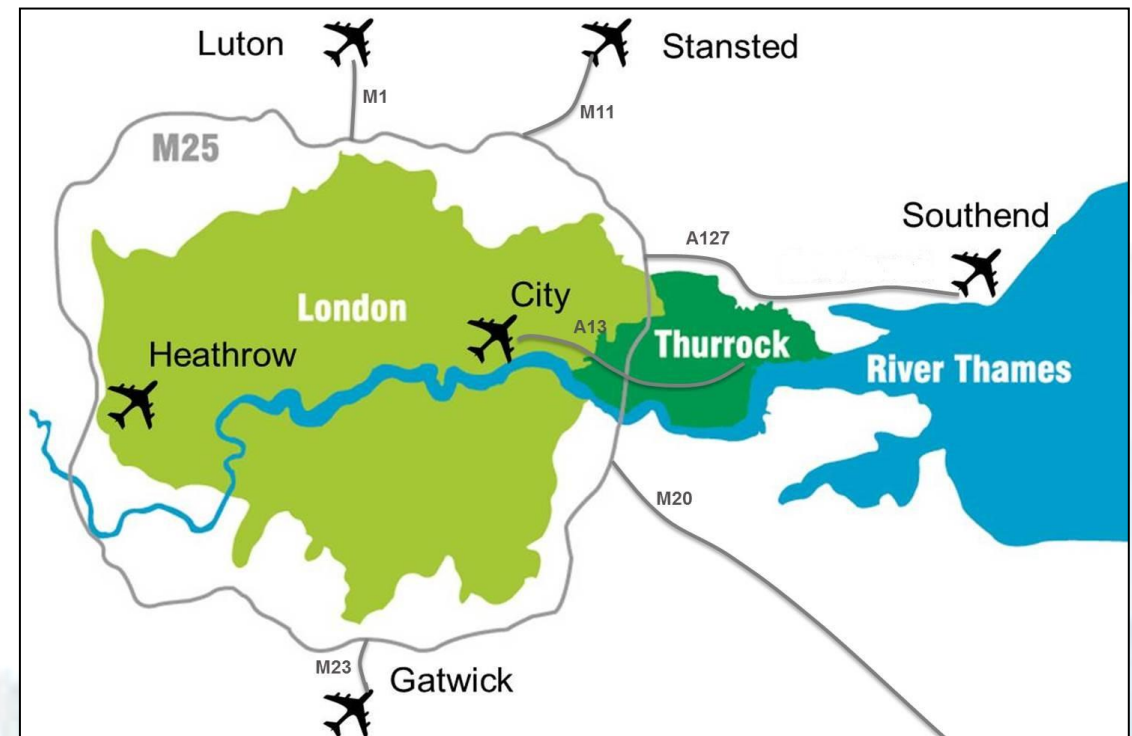 Luton
Stansted
M1
M11
M25
Southend
A127
City
London
A13
Thurrock
Heathrow
River Thames
M20
M23
Gatwick